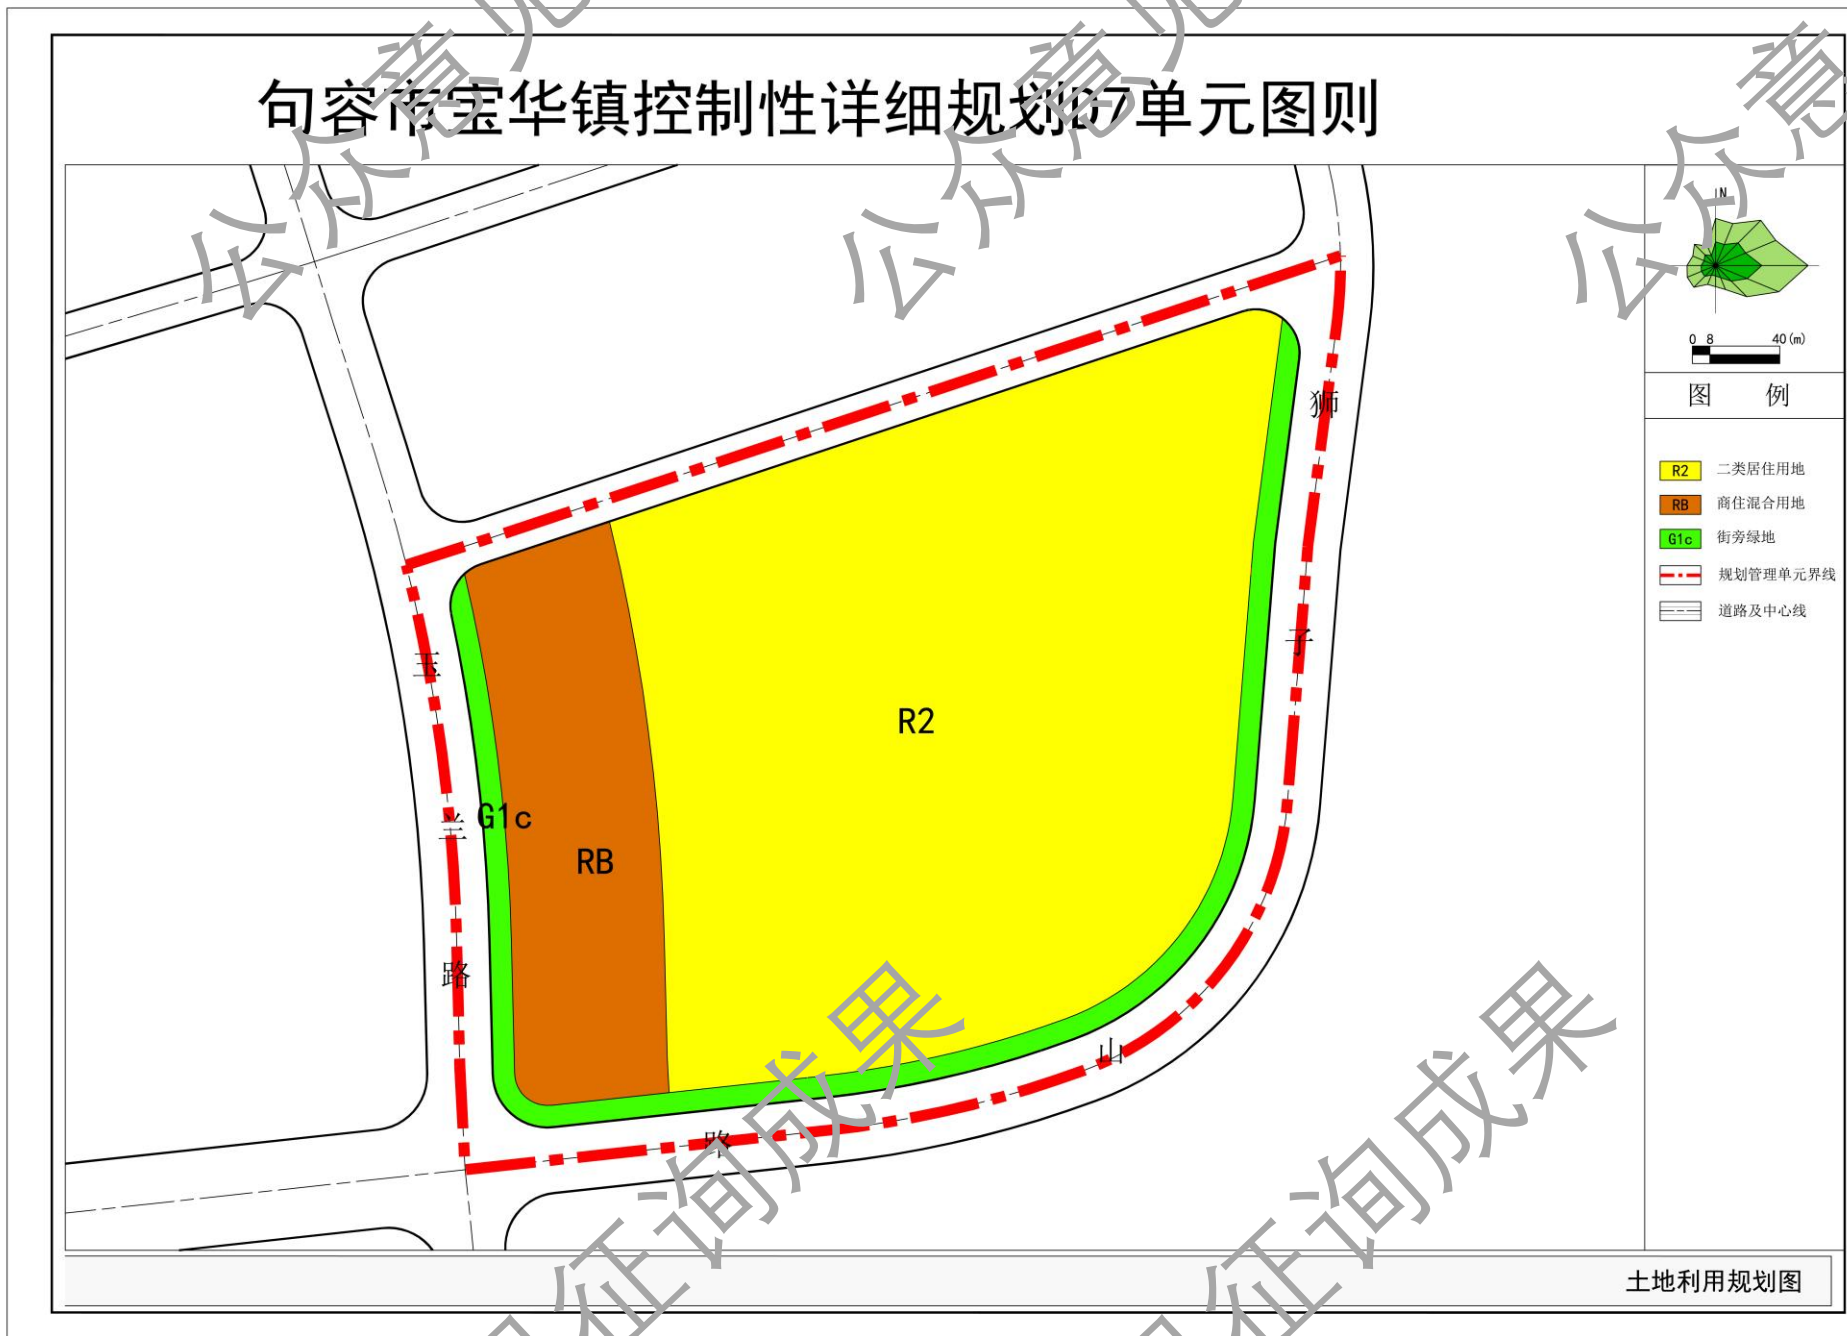 句容市宝华镇控制性详细规划D7单元图则
公众意见
公众意见
公众意
N
0 8 40(m)
图 例
R2 二类居住用地
RB 商住混合用地
G1c 街旁绿地
规划管理单元界线
道路及中心线
狮子山路
玉兰路
R2
G1c
RB
征询成果
征询成果
土地利用规划图